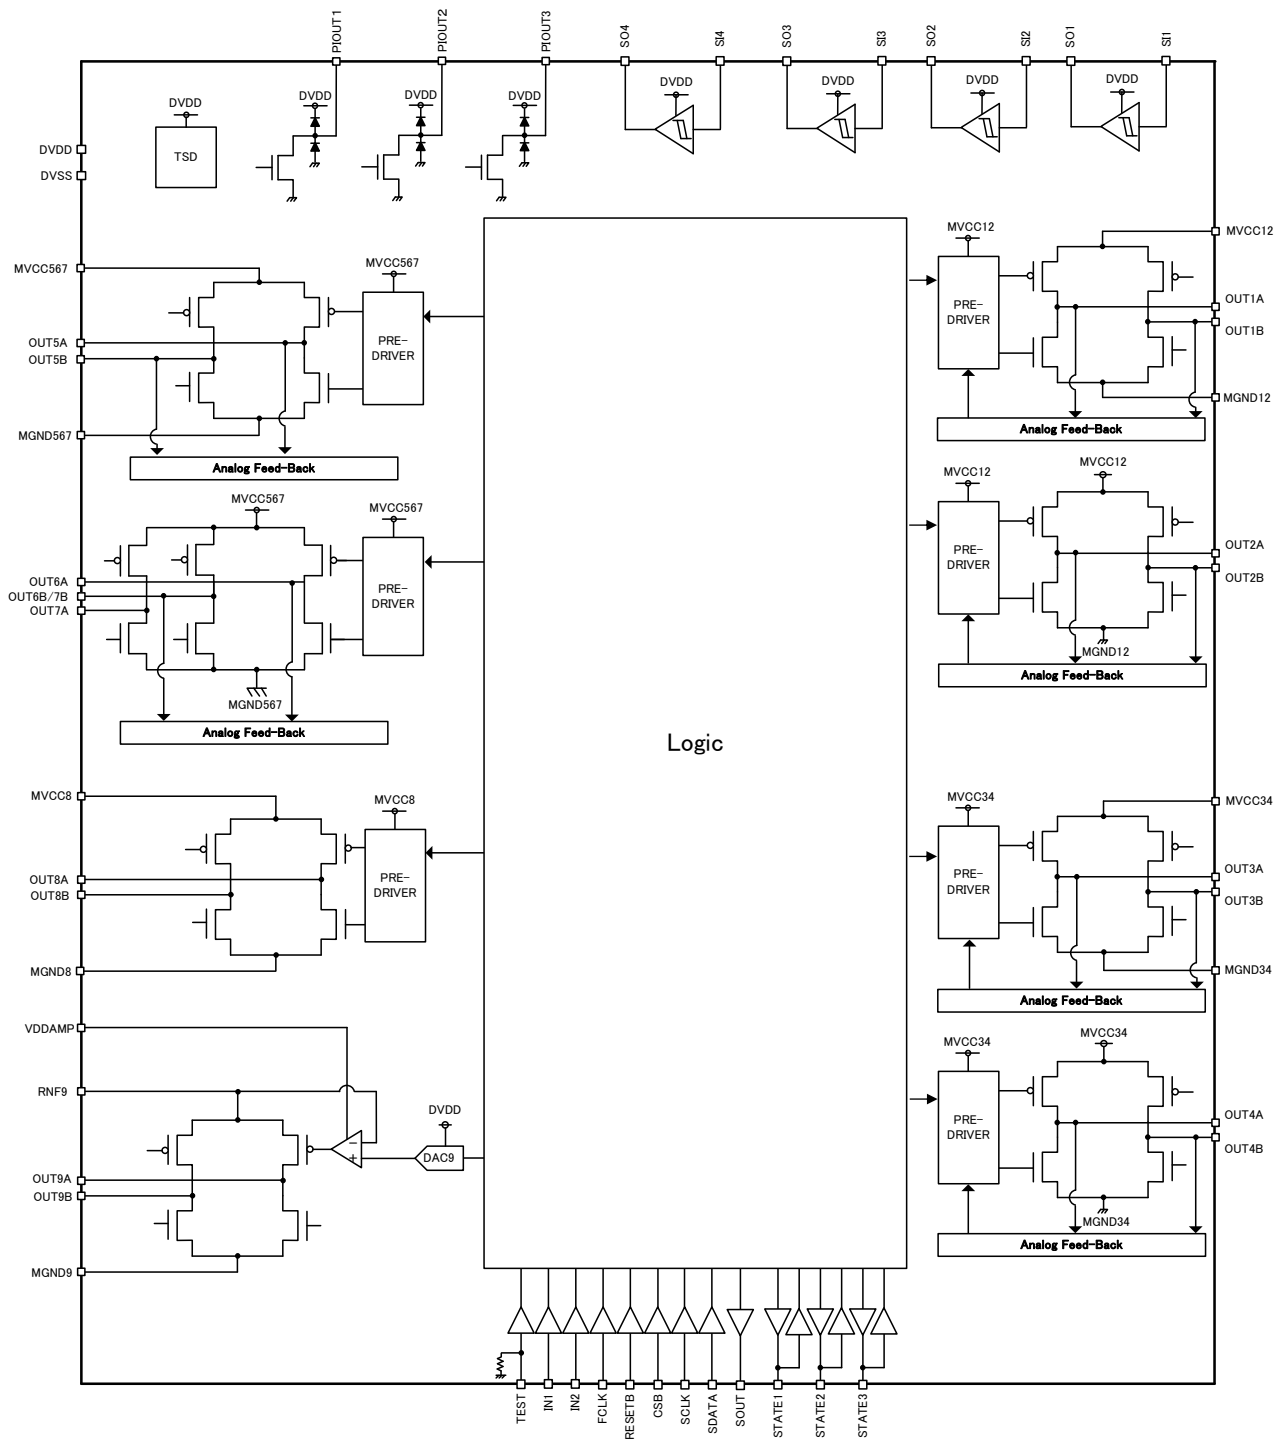 PIOUT1
PIOUT2
PIOUT3
SO4
SI4
SO3
SI3
SO2
SI2
SO1
SI1
DVDD
DVDD
DVDD
DVDD
DVDD
DVDD
DVDD
DVDD
TSD
DVDD
DVSS
MVCC567
MVCC567
PRE-
DRIVER
OUT5A
OUT5B
MGND567
Analog Feed-Back
MVCC567
MVCC567
PRE-
DRIVER
OUT6A
OUT6B/7B
OUT7A
MGND567
Analog Feed-Back
MVCC8
MVCC8
PRE-
DRIVER
OUT8A
OUT8B
MGND8
VDDAMP
RNF9
DVDD
DAC9
−
+
OUT9A
OUT9B
MGND9
Logic
MVCC12
MVCC12
PRE-
DRIVER
OUT1A
OUT1B
MGND12
Analog Feed-Back
MVCC12
MVCC12
PRE-
DRIVER
OUT2A
OUT2B
MGND12
Analog Feed-Back
MVCC34
MVCC34
PRE-
DRIVER
OUT3A
OUT3B
MGND34
Analog Feed-Back
MVCC34
MVCC34
PRE-
DRIVER
OUT4A
OUT4B
MGND34
Analog Feed-Back
TEST
IN1
IN2
FCLK
RESETB
CSB
SCLK
SDATA
SOUT
STATE1
STATE2
STATE3